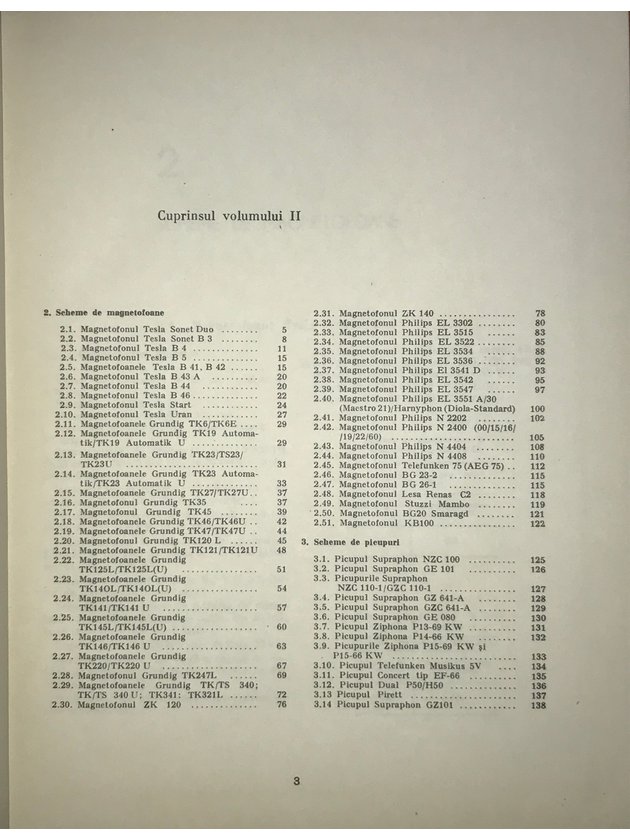 Cuprinsul volumului II
2. Scheme de magnetofoane
2.1. Magnetofonul Tesla Sonet Duo ........ 5
2.2. Magnetofonul Tesla Sonet B 3 ........ 8
2.3. Magnetofonul Tesla B 4 .............. 11
2.4. Magnetofonul Tesla B 5 .............. 15
2.5. Magnetofoanele Tesla B 41, B 42 ...... 15
2.6. Magnetofonul Tesla B 43 A .......... 20
2.7. Magnetofonul Tesla B 44 ............ 20
2.8. Magnetofonul Tesla B 46 ............ 22
2.9. Magnetofonul Tesla Start ............ 24
2.10. Magnetofonul Tesla Uran .......... 27
2.11. Magnetofoanele Grundig TK6/TK6E .... 29
2.12. Magnetofoanele Grundig TK19 Automa-
tik/TK19 Automatik U .............. 29
2.13. Magnetofoanele Grundig TK23/TS23/
TK23U .......................... 31
2.14. Magnetofoanele Grundig TK23 Automa-
tik/TK23 Automatik U .............. 33
2.15. Magnetofoanele Grundig TK27/TK27U.. 37
2.16. Magnetofonul Grundig TK35 .... 37
2.17. Magnetofonul Grundig TK45 ........ 39
2.18. Magnetofoanele Grundig TK46/TK46U .. 42
2.19. Magnetofoanele Grundig TK47/TK47U .. 44
2.20. Magnetofonul Grundig TK120 L ...... 45
2.21. Magnetofoanele Grundig TK121/TK121U 48
2.22. Magnetofoanele Grundig
TK125L/TK125L(U) .................. 51
2.23. Magnetofoanele Grundig
TK14OL/TK14OL(U) ................ 54
2.24. Magnetofoanele Grundig
TK141/TK141 U .................... 57
2.25. Magnetofoanele Grundig
TK145L/TK145L(U) .................. 60
2.26. Magnetofoanele Grundig
TK146/TK146 U .................... 63
2.27. Magnetofoanele Grundig
TK220/TK220 U .................... 67
2.28. Magnetofonul Grundig TK247L ...... 69
2.29. Magnetofoanele Grundig TK/TS 340;
TK/TS 340 U; TK341: TK321L ...... 72
2.30. Magnetofonul ZK 120 .............. 76
2.31. Magnetofonul ZK 140 ................ 78
2.32. Magnetofonul Philips EL 3302 ........ 80
2.33. Magnetofonul Philips EL 3515 ...... 83
2.34. Magnetofonul Philips EL 3522 ........ 85
2.35. Magnetofonul Philips EL 3534 ...... 88
2.36. Magnetofonul Philips EL 3536 ........ 92
2.37. Magnetofonul Philips El 3541 D ...... 93
2.38. Magnetofonul Philips EL 3542 ...... 95
2.39. Magnetofonul Philips EL 3547 ...... 97
2.40. Magnetofonul Philips EL 3551 A/30
(Maestro 21)/Harnyphon (Diola-Standard) 100
2.41. Magnetofonul Philips N 2202 ........ 102
2.42. Magnetofonul Philips N 2400 (00/15/16/
/19/22/60) .......................... 105
2.43. Magnetofonul Philips N 4404 ........ 108
2.44. Magnetofonul Philips N 4408 ........ 110
2.45. Magnetofonul Telefunken 75 (AEG 75) .. 112
2.46. Magnetofonul BG 23-2 .............. 115
2.47. Magnetofonul BG 26-1 .............. 115
2.48. Magnetofonul Lesa Renas C2 ........ 118
2.49. Magnetofonul Stuzzi Mambo ........ 119
2.50. Magnetofonul BG20 Smaragd ........ 121
2.51. Magnetofonul KB100 ................ 122
3. Scheme de picupuri
3.1. Picupul Supraphon NZC 100 .......... 125
3.2. Picupul Supraphon GE 101 .......... 126
3.3. Picupurile Supraphon
NZC 110-1/GZC 110-1 ................ 127
3.4. Picupul Supraphon GZ 641-A ........ 128
3.5. Picupul Supraphon GZC 641-A ........ 129
3.6. Picupul Supraphon GE 080 .......... 130
3.7. Picupul Ziphona P13-69 KW .......... 131
3.8. Picupul Ziphona P14-66 KW .......... 132
3.9. Picupurile Ziphona P15-69 KW și
P15-66 KW .......................... 133
3.10. Picupul Telefunken Musikus 5V .... 134
3.11. Picupul Concert tip EF-66 .......... 135
3.12. Picupul Dual P50/H50 .............. 136
3.13 Picupul Pirett ...................... 137
3.14 Picupul Supraphon GZ101 ............ 138
3